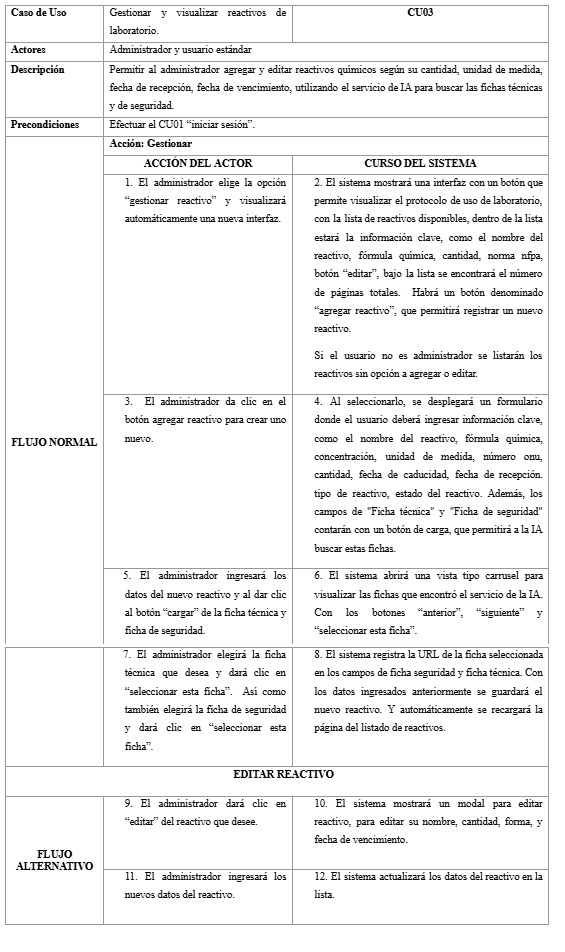 Caso de Uso
Gestionar y visualizar reactivos de
laboratorio.
CU03
Actores
Administrador y usuario estándar
Descripción
Permitir al administrador agregar y editar reactivos químicos según su cantidad, unidad de medida,
fecha de recepción, fecha de vencimiento, utilizando el servicio de IA para buscar las fichas técnicas
y de seguridad.
Precondiciones
Efectuar el CU01 “iniciar sesión”.
FLUJO NORMAL
Acción: Gestionar
ACCIÓN DEL ACTOR
CURSO DEL SISTEMA
1. El administrador elige la opción
“gestionar reactivo” y visualizará
automáticamente una nueva interfaz.
2. El sistema mostrará una interfaz con un botón que
permite visualizar el protocolo de uso de laboratorio,
con la lista de reactivos disponibles, dentro de la lista
estará la información clave, como el nombre del
reactivo, fórmula química, cantidad, norma nfpa,
botón “editar”, bajo la lista se encontrará el número
de páginas totales. Habrá un botón denominado
“agregar reactivo”, que permitirá registrar un nuevo
reactivo.
Si el usuario no es administrador se listarán los
reactivos sin opción a agregar o editar.
3. El administrador da clic en el
botón agregar reactivo para crear uno
nuevo.
4. Al seleccionarlo, se desplegará un formulario
donde el usuario deberá ingresar información clave,
como el nombre del reactivo, fórmula química,
concentración, unidad de medida, número onu,
cantidad, fecha de caducidad, fecha de recepción.
tipo de reactivo, estado del reactivo. Además, los
campos de "Ficha técnica" y "Ficha de seguridad"
contarán con un botón de carga, que permitirá a la IA
buscar estas fichas.
5. El administrador ingresará los
datos del nuevo reactivo y al dar clic
al botón “cargar” de la ficha técnica y
ficha de seguridad.
6. El sistema abrirá una vista tipo carrusel para
visualizar las fichas que encontró el servicio de la IA.
Con los botones “anterior”, “siguiente” y
“seleccionar esta ficha”.
7. El administrador elegirá la ficha
técnica que desea y dará clic en
“seleccionar esta ficha”. Así como
también elegirá la ficha de seguridad
y dará clic en “seleccionar esta
ficha”.
8. El sistema registra la URL de la ficha seleccionada
en los campos de ficha seguridad y ficha técnica. Con
los datos ingresados anteriormente se guardará el
nuevo reactivo. Y automáticamente se recargará la
página del listado de reactivos.
EDITAR REACTIVO
FLUJO
ALTERNATIVO
9. El administrador dará clic en
“editar” del reactivo que desee.
10. El sistema mostrará un modal para editar
reactivo, para editar su nombre, cantidad, forma, y
fecha de vencimiento.
11. El administrador ingresará los
nuevos datos del reactivo.
12. El sistema actualizará los datos del reactivo en la
lista.